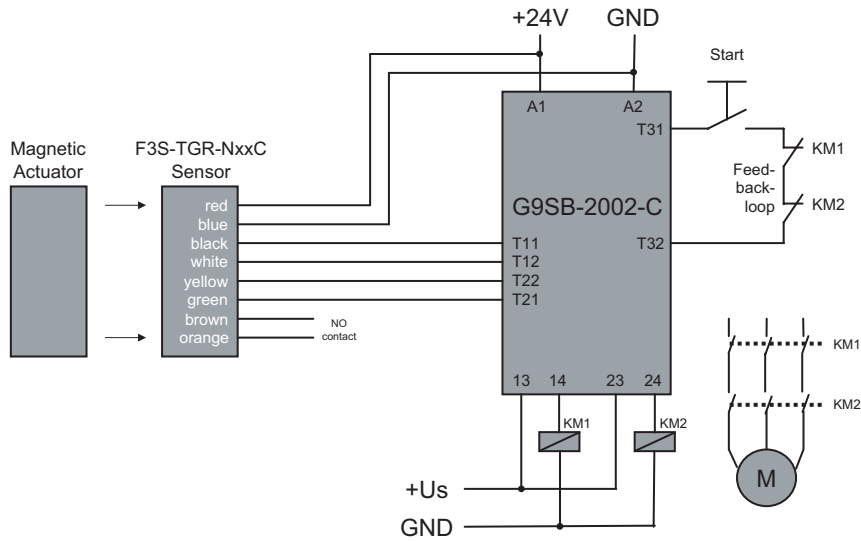 +24V
GND
Start
A1
A2
T31
Magnetic
Actuator
F3S-TGR-NxxC
Sensor
KM1
Feed-
back-
loop
KM2
red
blue
black
white
yellow
green
brown
orange
NO
contact
G9SB-2002-C
T11
T12
T22
T21
T32
13
14
23
24
KM1
KM2
KM1
KM2
M
+Us
GND